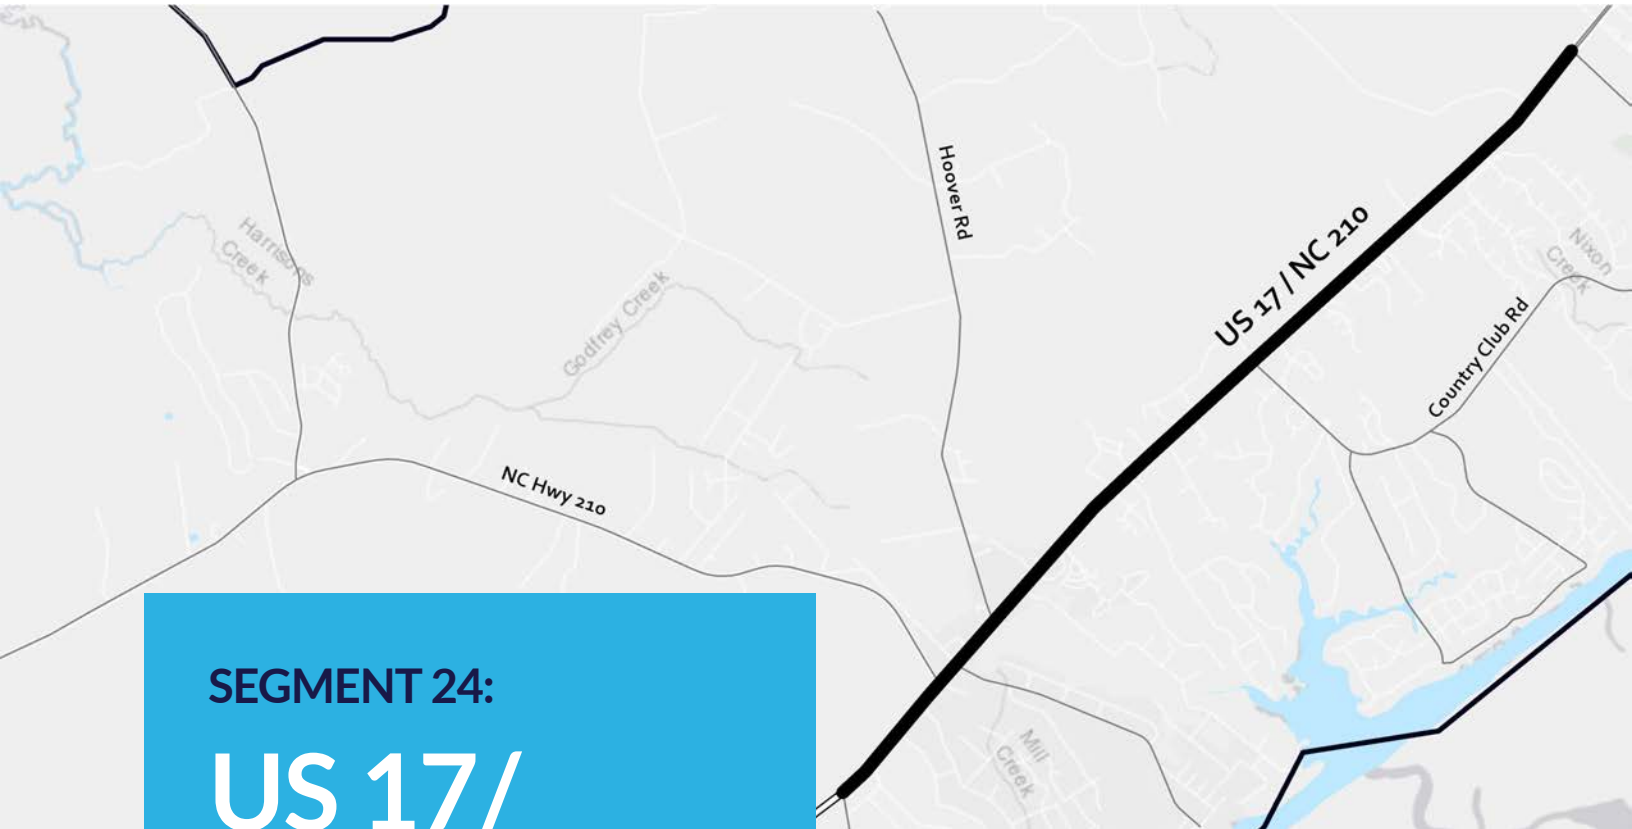 Hoover Rd
US 17 / NC 210
Nixon
Creek
Harrisons
Creek
Godfrey Creek
Country Club Rd
NC Hwy 210
Mill
Creek
SEGMENT 24:
US 17/